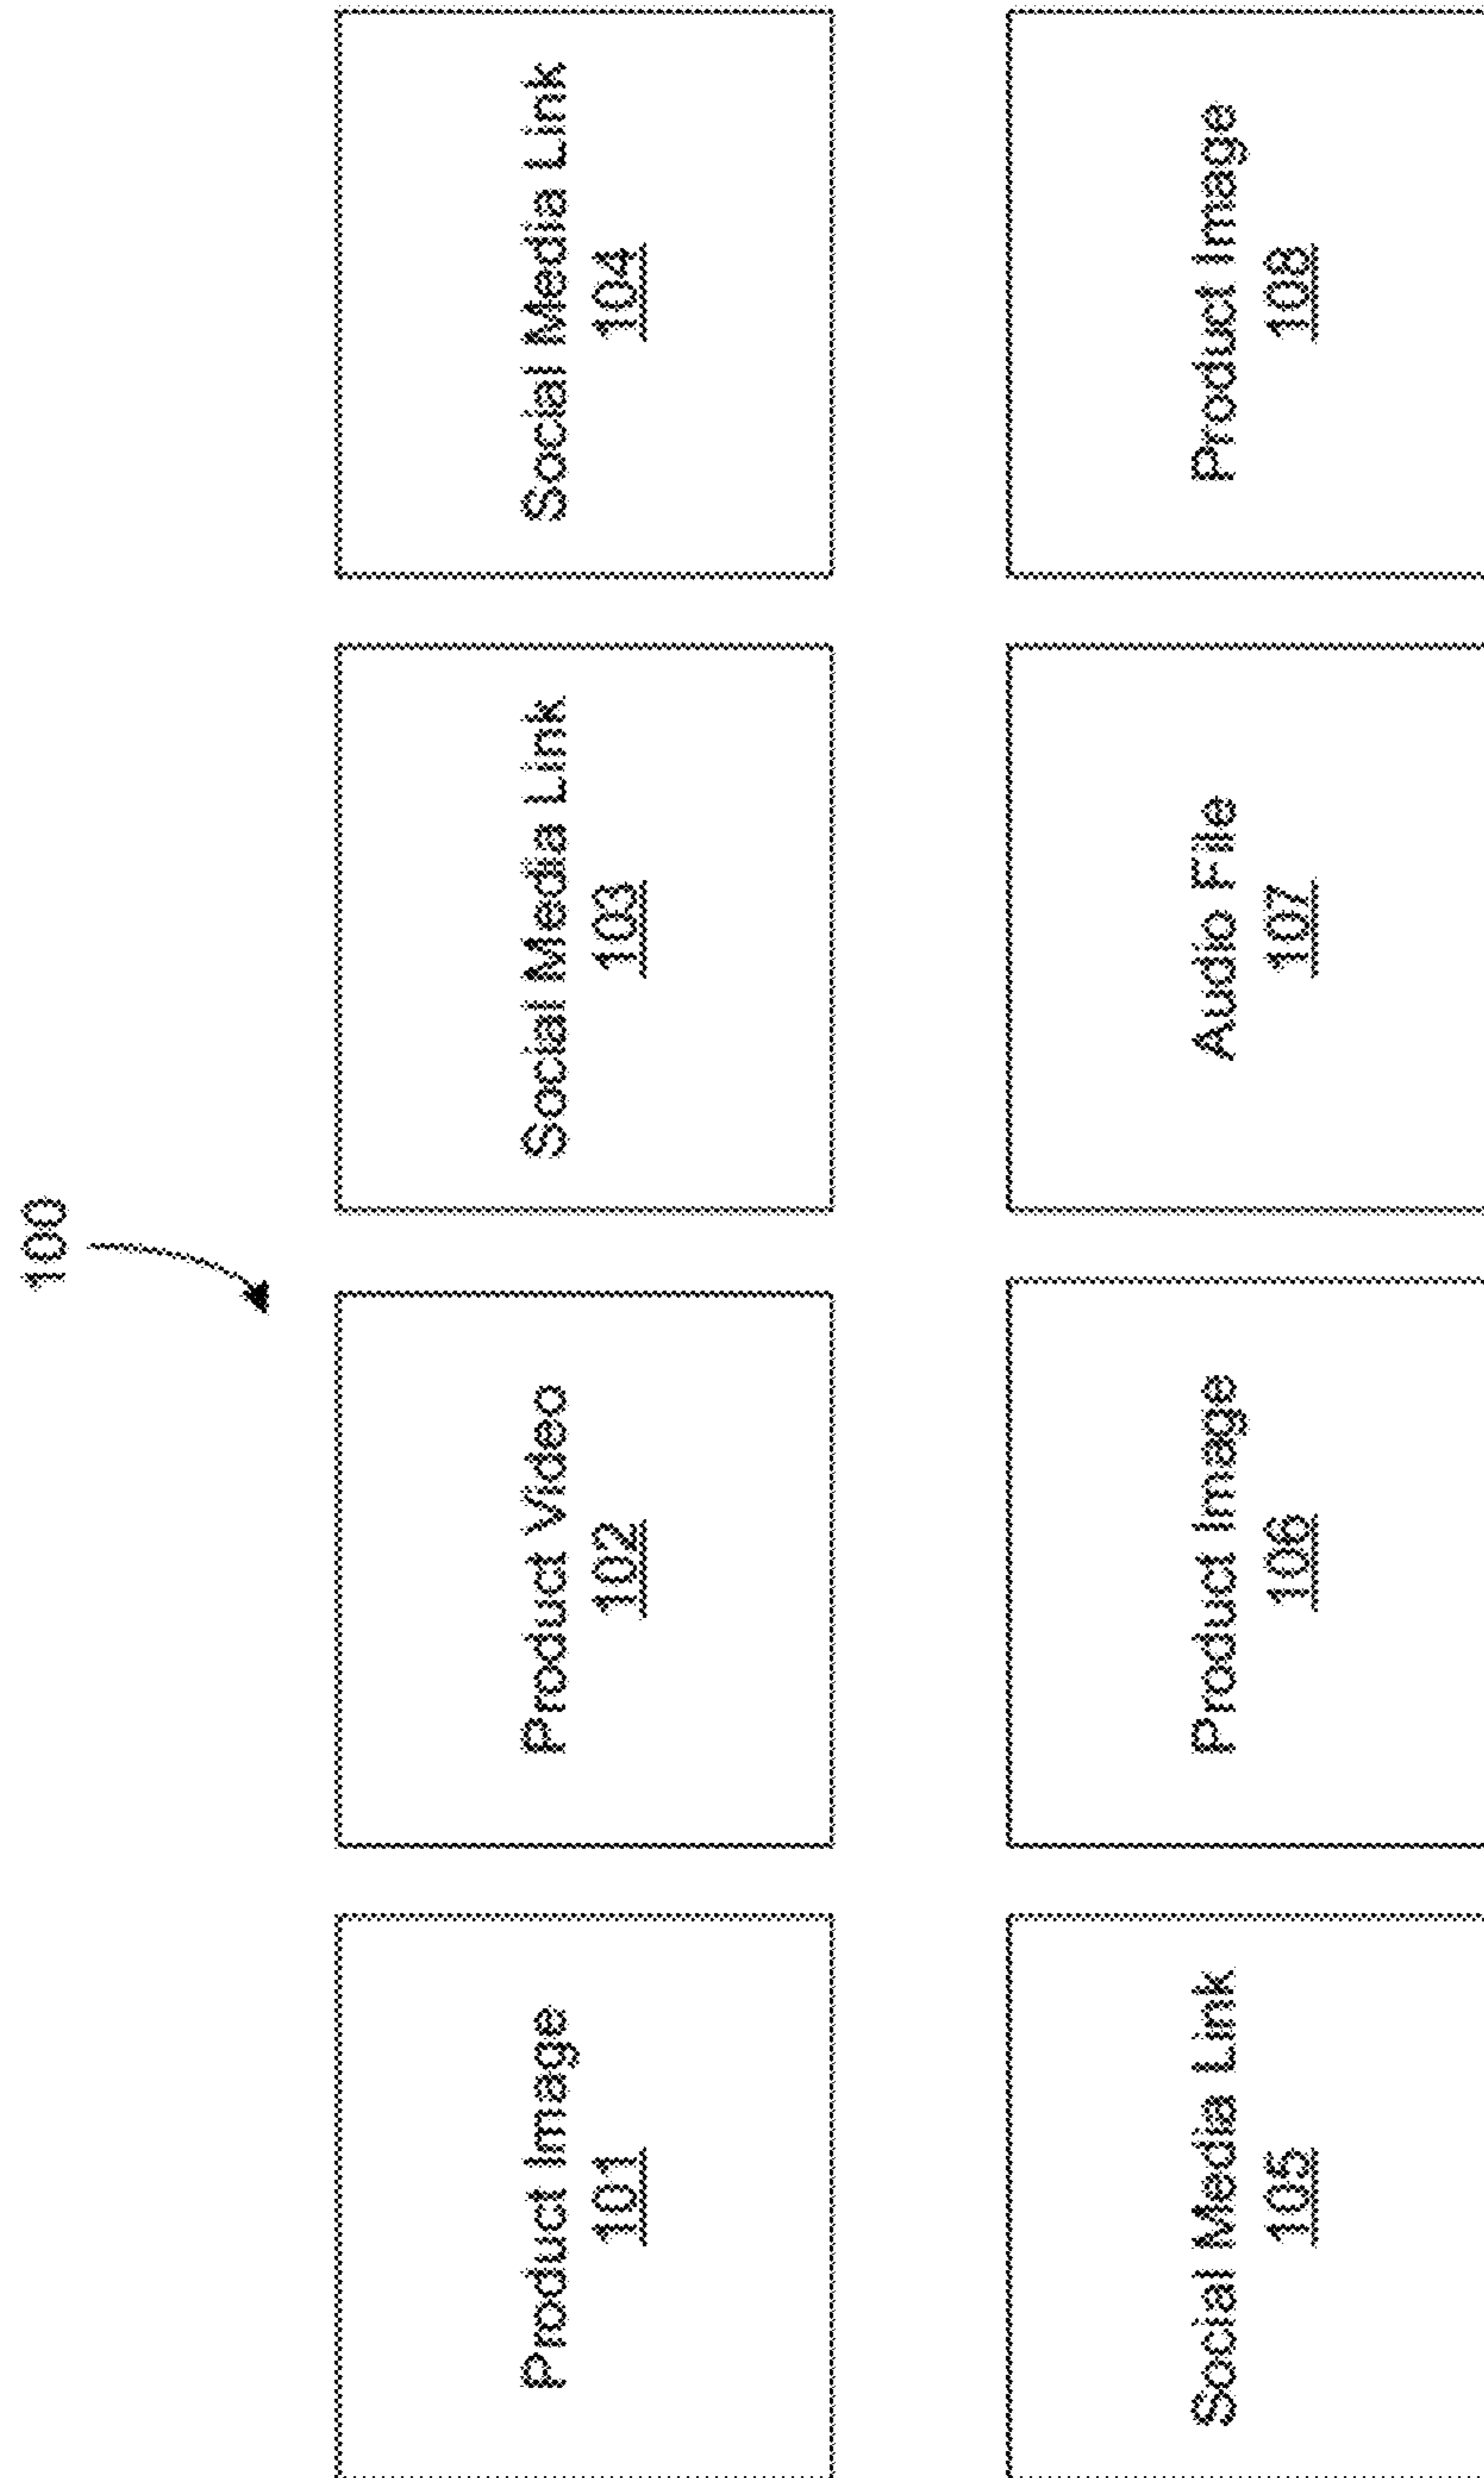 100
Product Image
101
Product Video
102
Social Media Link
103
Social Media Link
104
Social Media Link
105
Product Image
106
Audio File
107
Product Image
108